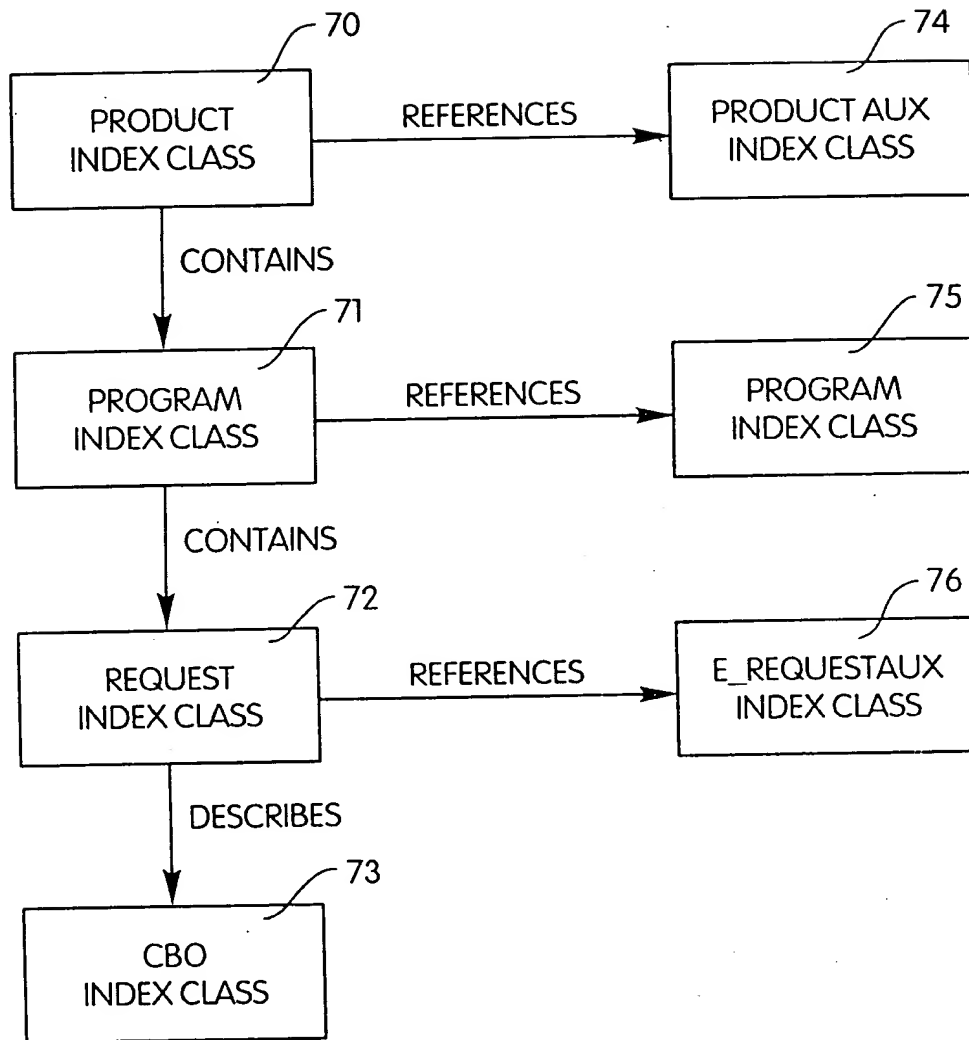 70
74
PRODUCT
INDEX CLASS
REFERENCES
PRODUCT AUX
INDEX CLASS
CONTAINS
71
75
PROGRAM
INDEX CLASS
REFERENCES
PROGRAM
INDEX CLASS
CONTAINS
72
76
REQUEST
INDEX CLASS
REFERENCES
E_REQUESTAUX
INDEX CLASS
DESCRIBES
73
CBO
INDEX CLASS